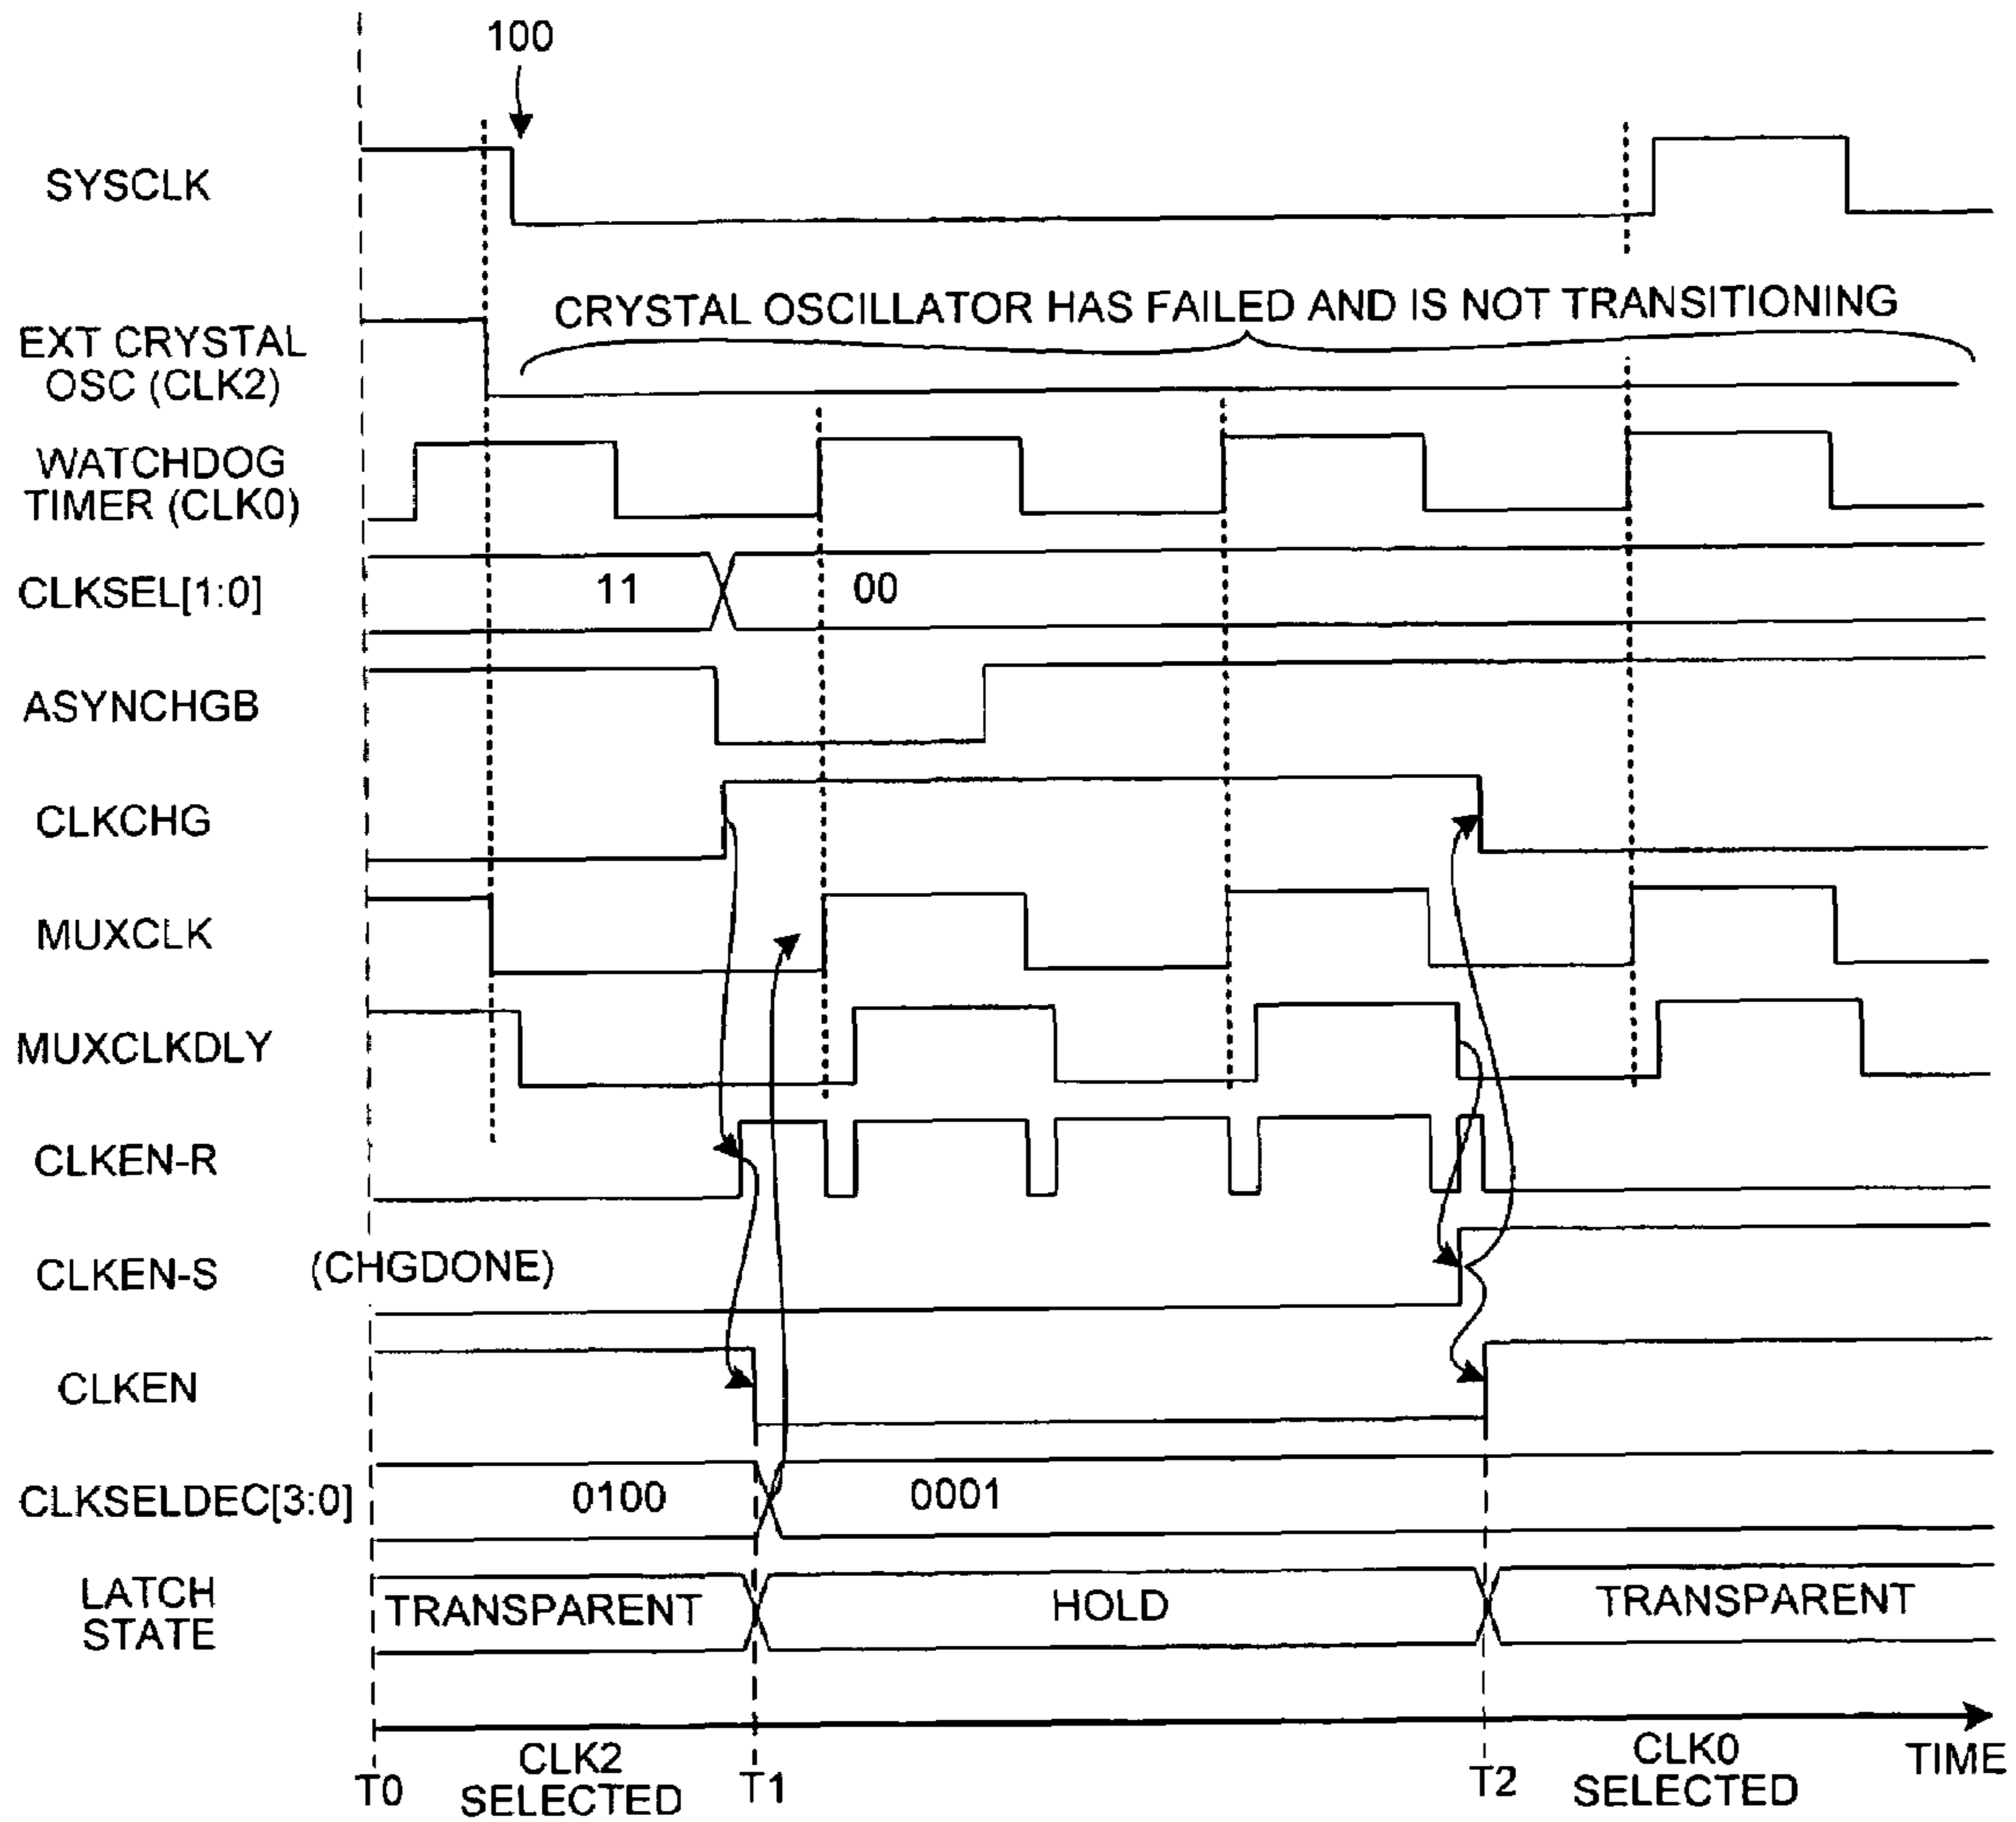 100
SYSCLK
CRYSTAL OSCILLATOR HAS FAILED AND IS NOT TRANSITIONING
EXT CRYSTAL
OSC (CLK2)
WATCHDOG
TIMER (CLK0)
CLKSEL[1:0]
11
00
ASYNCHGB
CLKCHG
MUXCLK
MUXCLKDLY
CLKEN-R
CLKEN-S
(CHGDONE)
CLKEN
CLKSELDEC[3:0]
0100
0001
LATCH
STATE
TRANSPARENT
HOLD
TRANSPARENT
T0
CLK2
SELECTED
T1
T2
CLK0
SELECTED
TIME